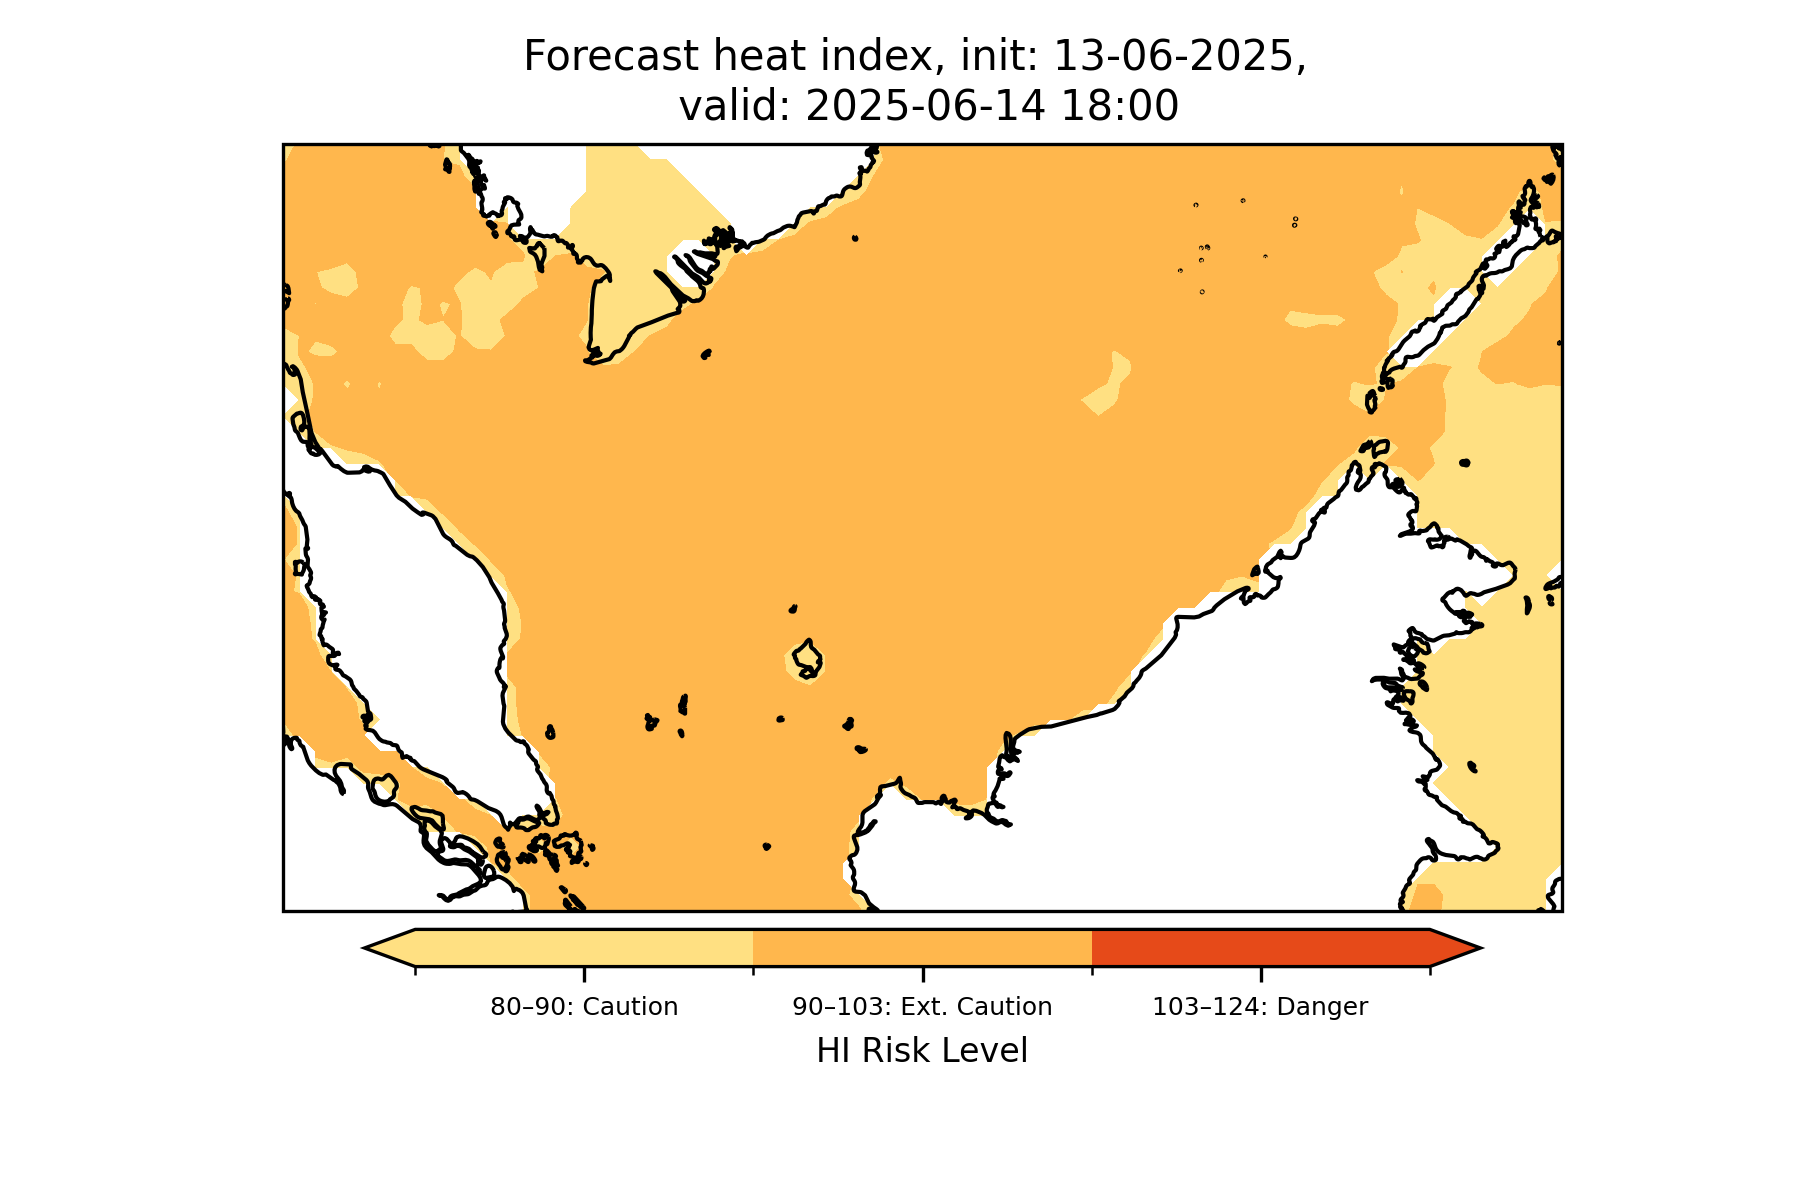 Forecast heat index, init: 13-06-2025,
valid: 2025-06-14 18:00
80–90: Caution
90–103: Ext. Caution
103–124: Danger
HI Risk Level